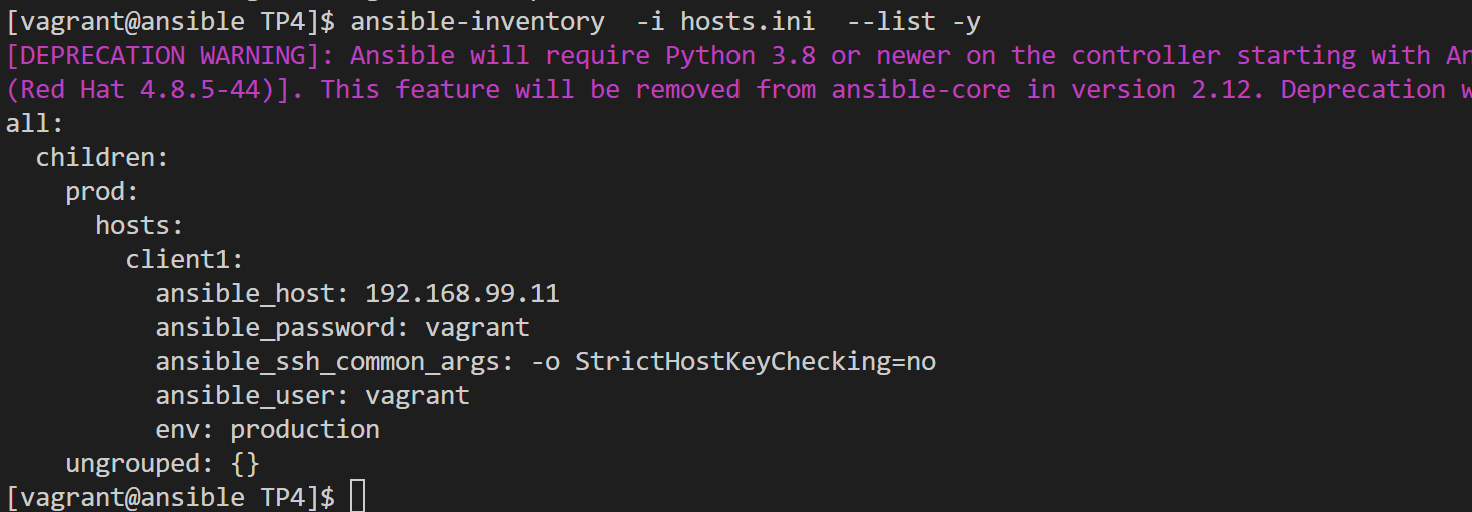 [vagrant@ansible TP4]$ ansible-inventory  -i hosts.ini  --list -y
[DEPRECATION WARNING]: Ansible will require Python 3.8 or newer on the controller starting with
(Red Hat 4.8.5-44)]. This feature will be removed from ansible-core in version 2.12. Deprecation
all:
  children:
    prod:
      hosts:
        client1:
          ansible_host: 192.168.99.11
          ansible_password: vagrant
          ansible_ssh_common_args: -o StrictHostKeyChecking=no
          ansible_user: vagrant
          env: production
    ungrouped: {}
[vagrant@ansible TP4]$